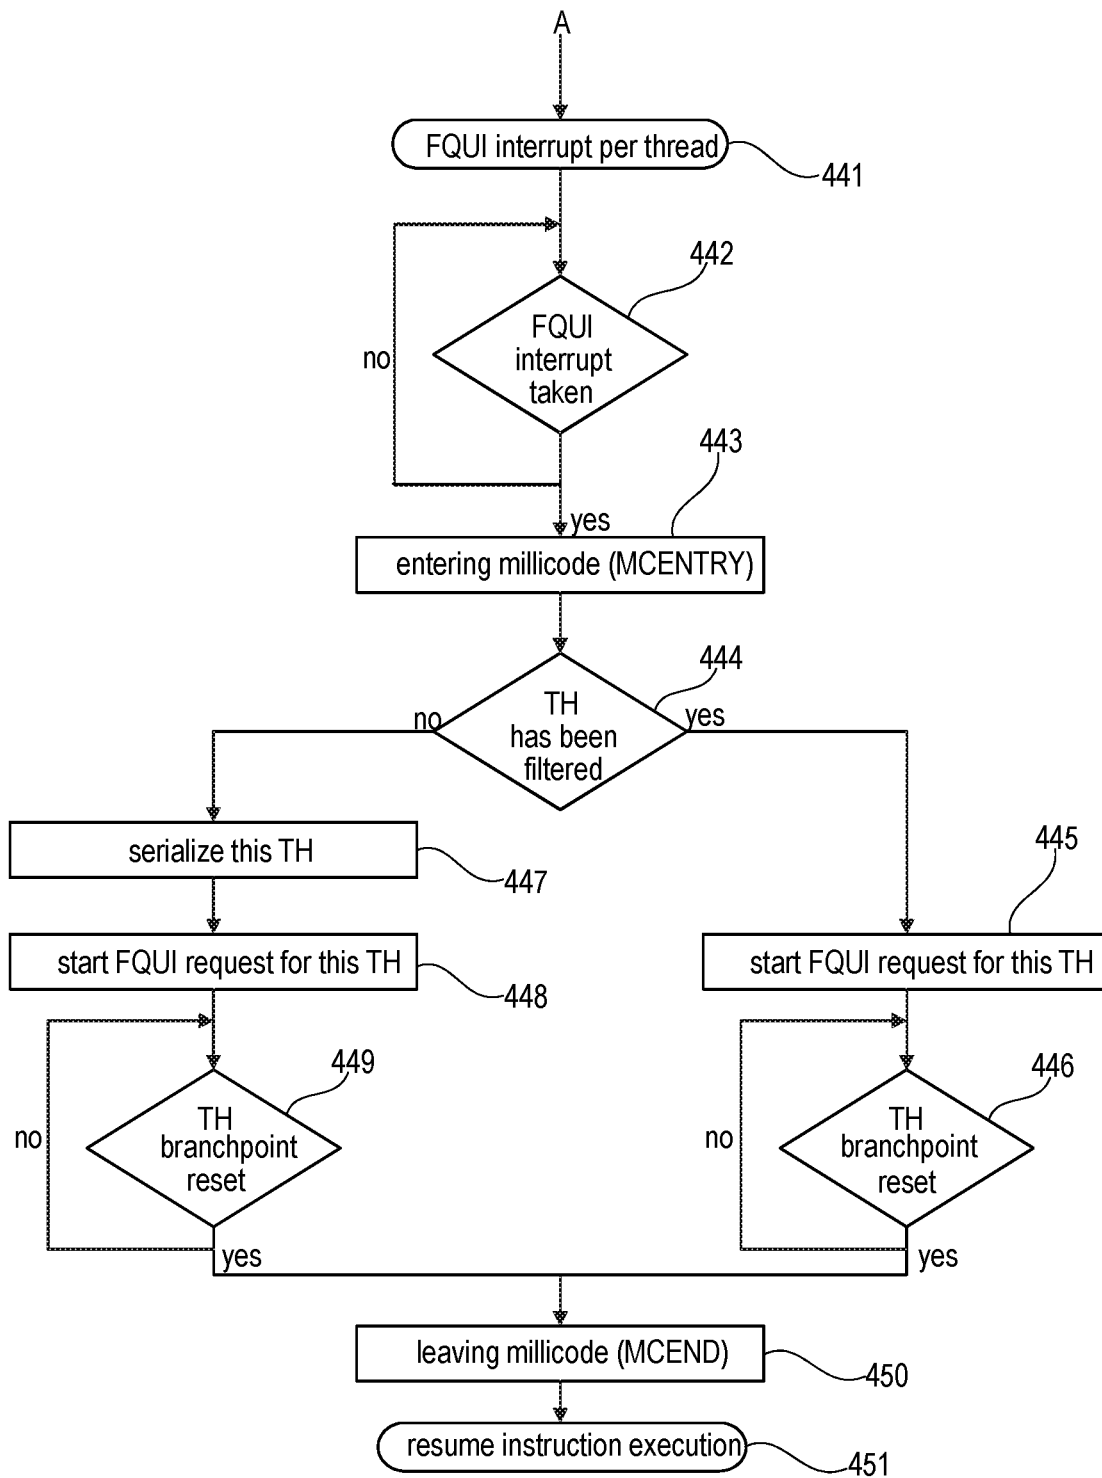 A
FQUI interrupt per thread
441
442
FQUI
interrupt
taken
no
443
yes
entering millicode (MCENTRY)
444
TH
has been
filtered
no
yes
serialize this TH
447
445
start FQUI request for this TH
448
start FQUI request for this TH
449
TH
branchpoint
reset
no
yes
446
TH
branchpoint
reset
no
yes
leaving millicode (MCEND)
450
resume instruction execution
451